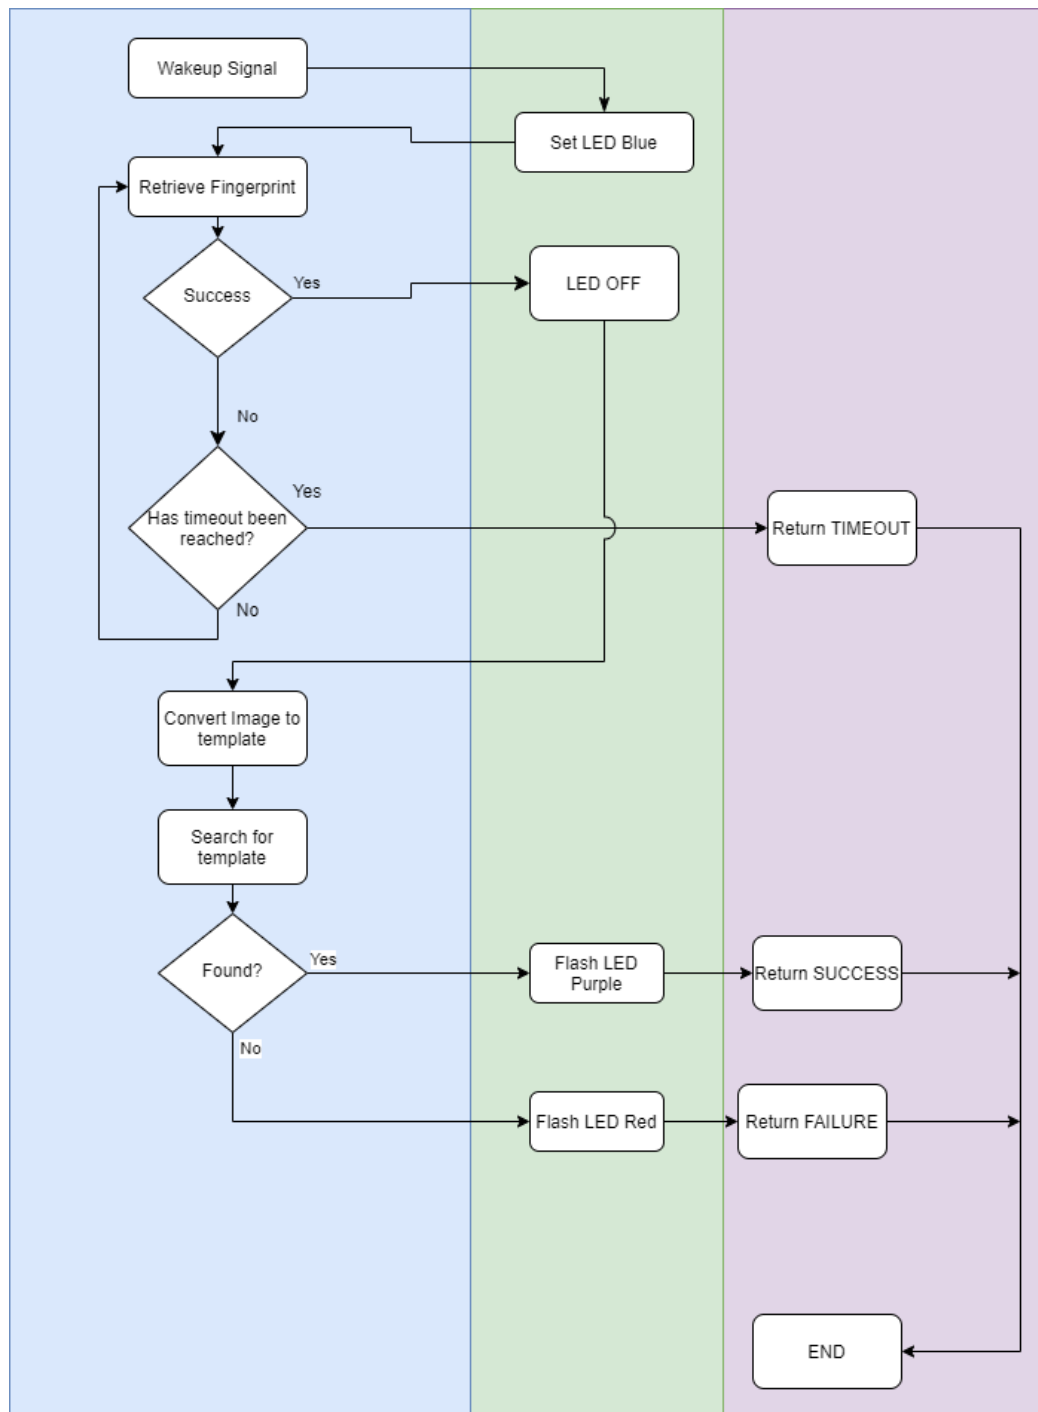 Wakeup Signal
Set LED Blue
Retrieve Fingerprint
Success
Yes
LED OFF
No
Has timeout been
reached?
Yes
Return TIMEOUT
No
Convert Image to
template
Search for
template
Found?
Yes
Flash LED
Purple
Return SUCCESS
No
Flash LED Red
Return FAILURE
END